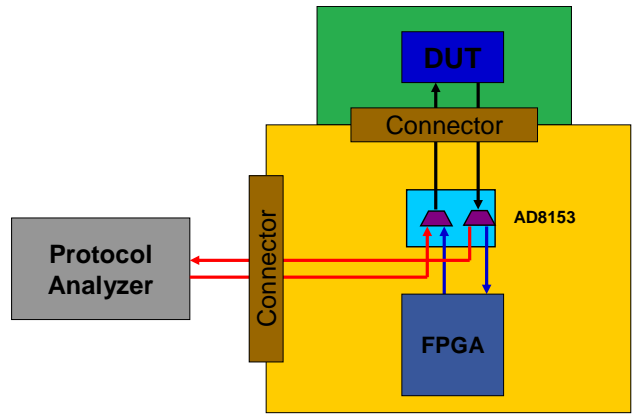 DUT
Connector
AD8153
Protocol
Analyzer
Connector
FPGA